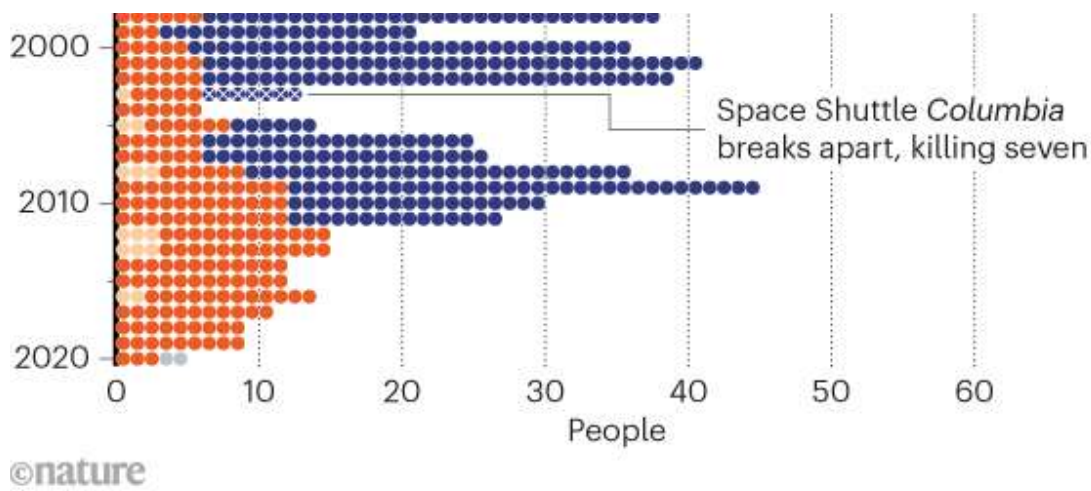 2000
Space Shuttle Columbia
breaks apart, killing seven
2010
2020
0 10 20 30 40 50 60
People
©nature